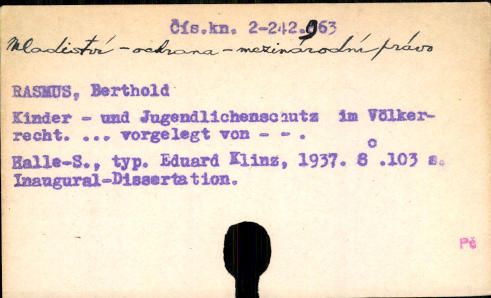 Čís.kn. 2-242.963
Mladiství - ochrana - mezinárodní právo
RASMUS, Berthold
Kinder - und Jugendlichenschutz im Völker-
recht. ... vorgelegt von - - .
Halle-S., typ. Eduard Klinz, 1937. 8° .103 s.
Inaugural-Dissertation.
Pč